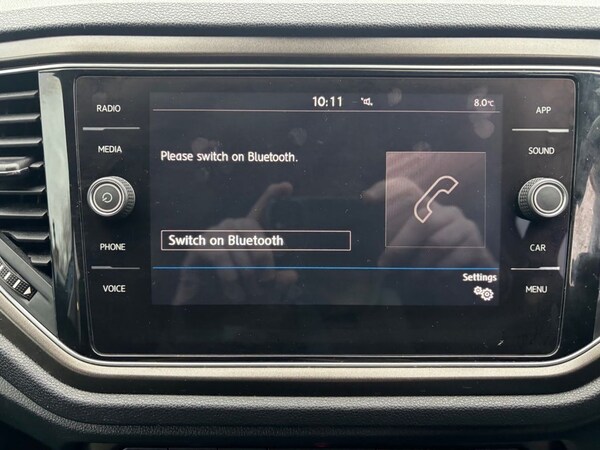 RADIO
MEDIA
PHONE
VOICE
10:11
8.0°C
Please switch on Bluetooth.
Switch on Bluetooth
Settings
APP
SOUND
CAR
MENU